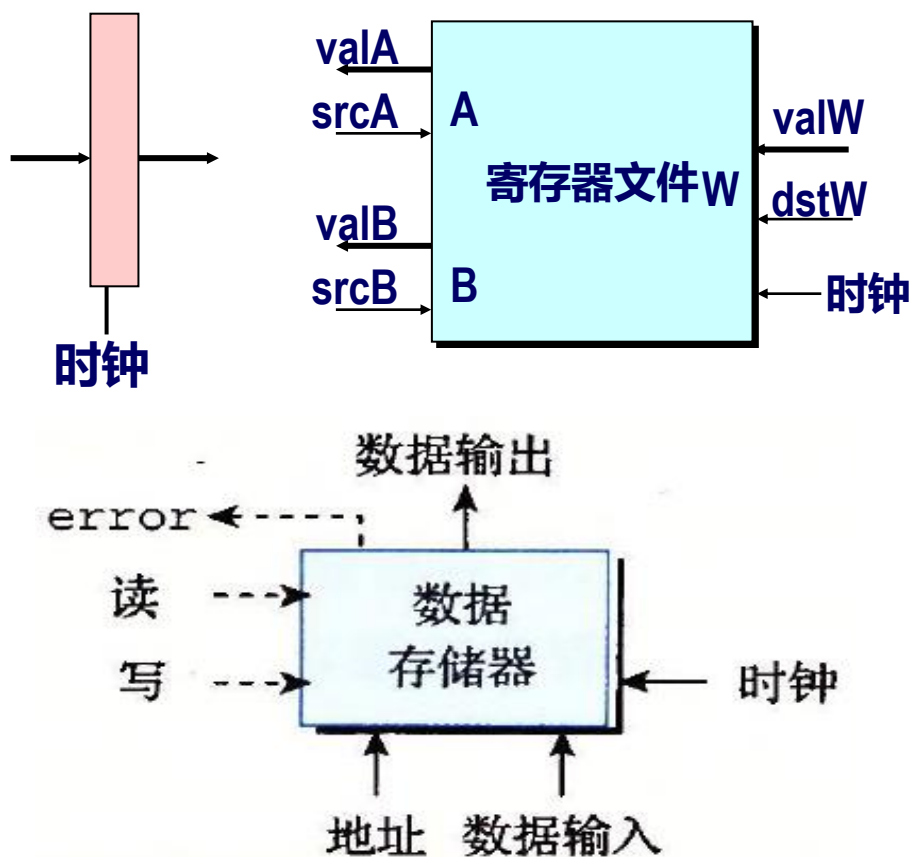 时钟
valA
srcA
A
valW
寄存器文件
W
dstW
valB
srcB
B
时钟
数据输出
error
读
数据
存储器
写
时钟
地址
数据输入